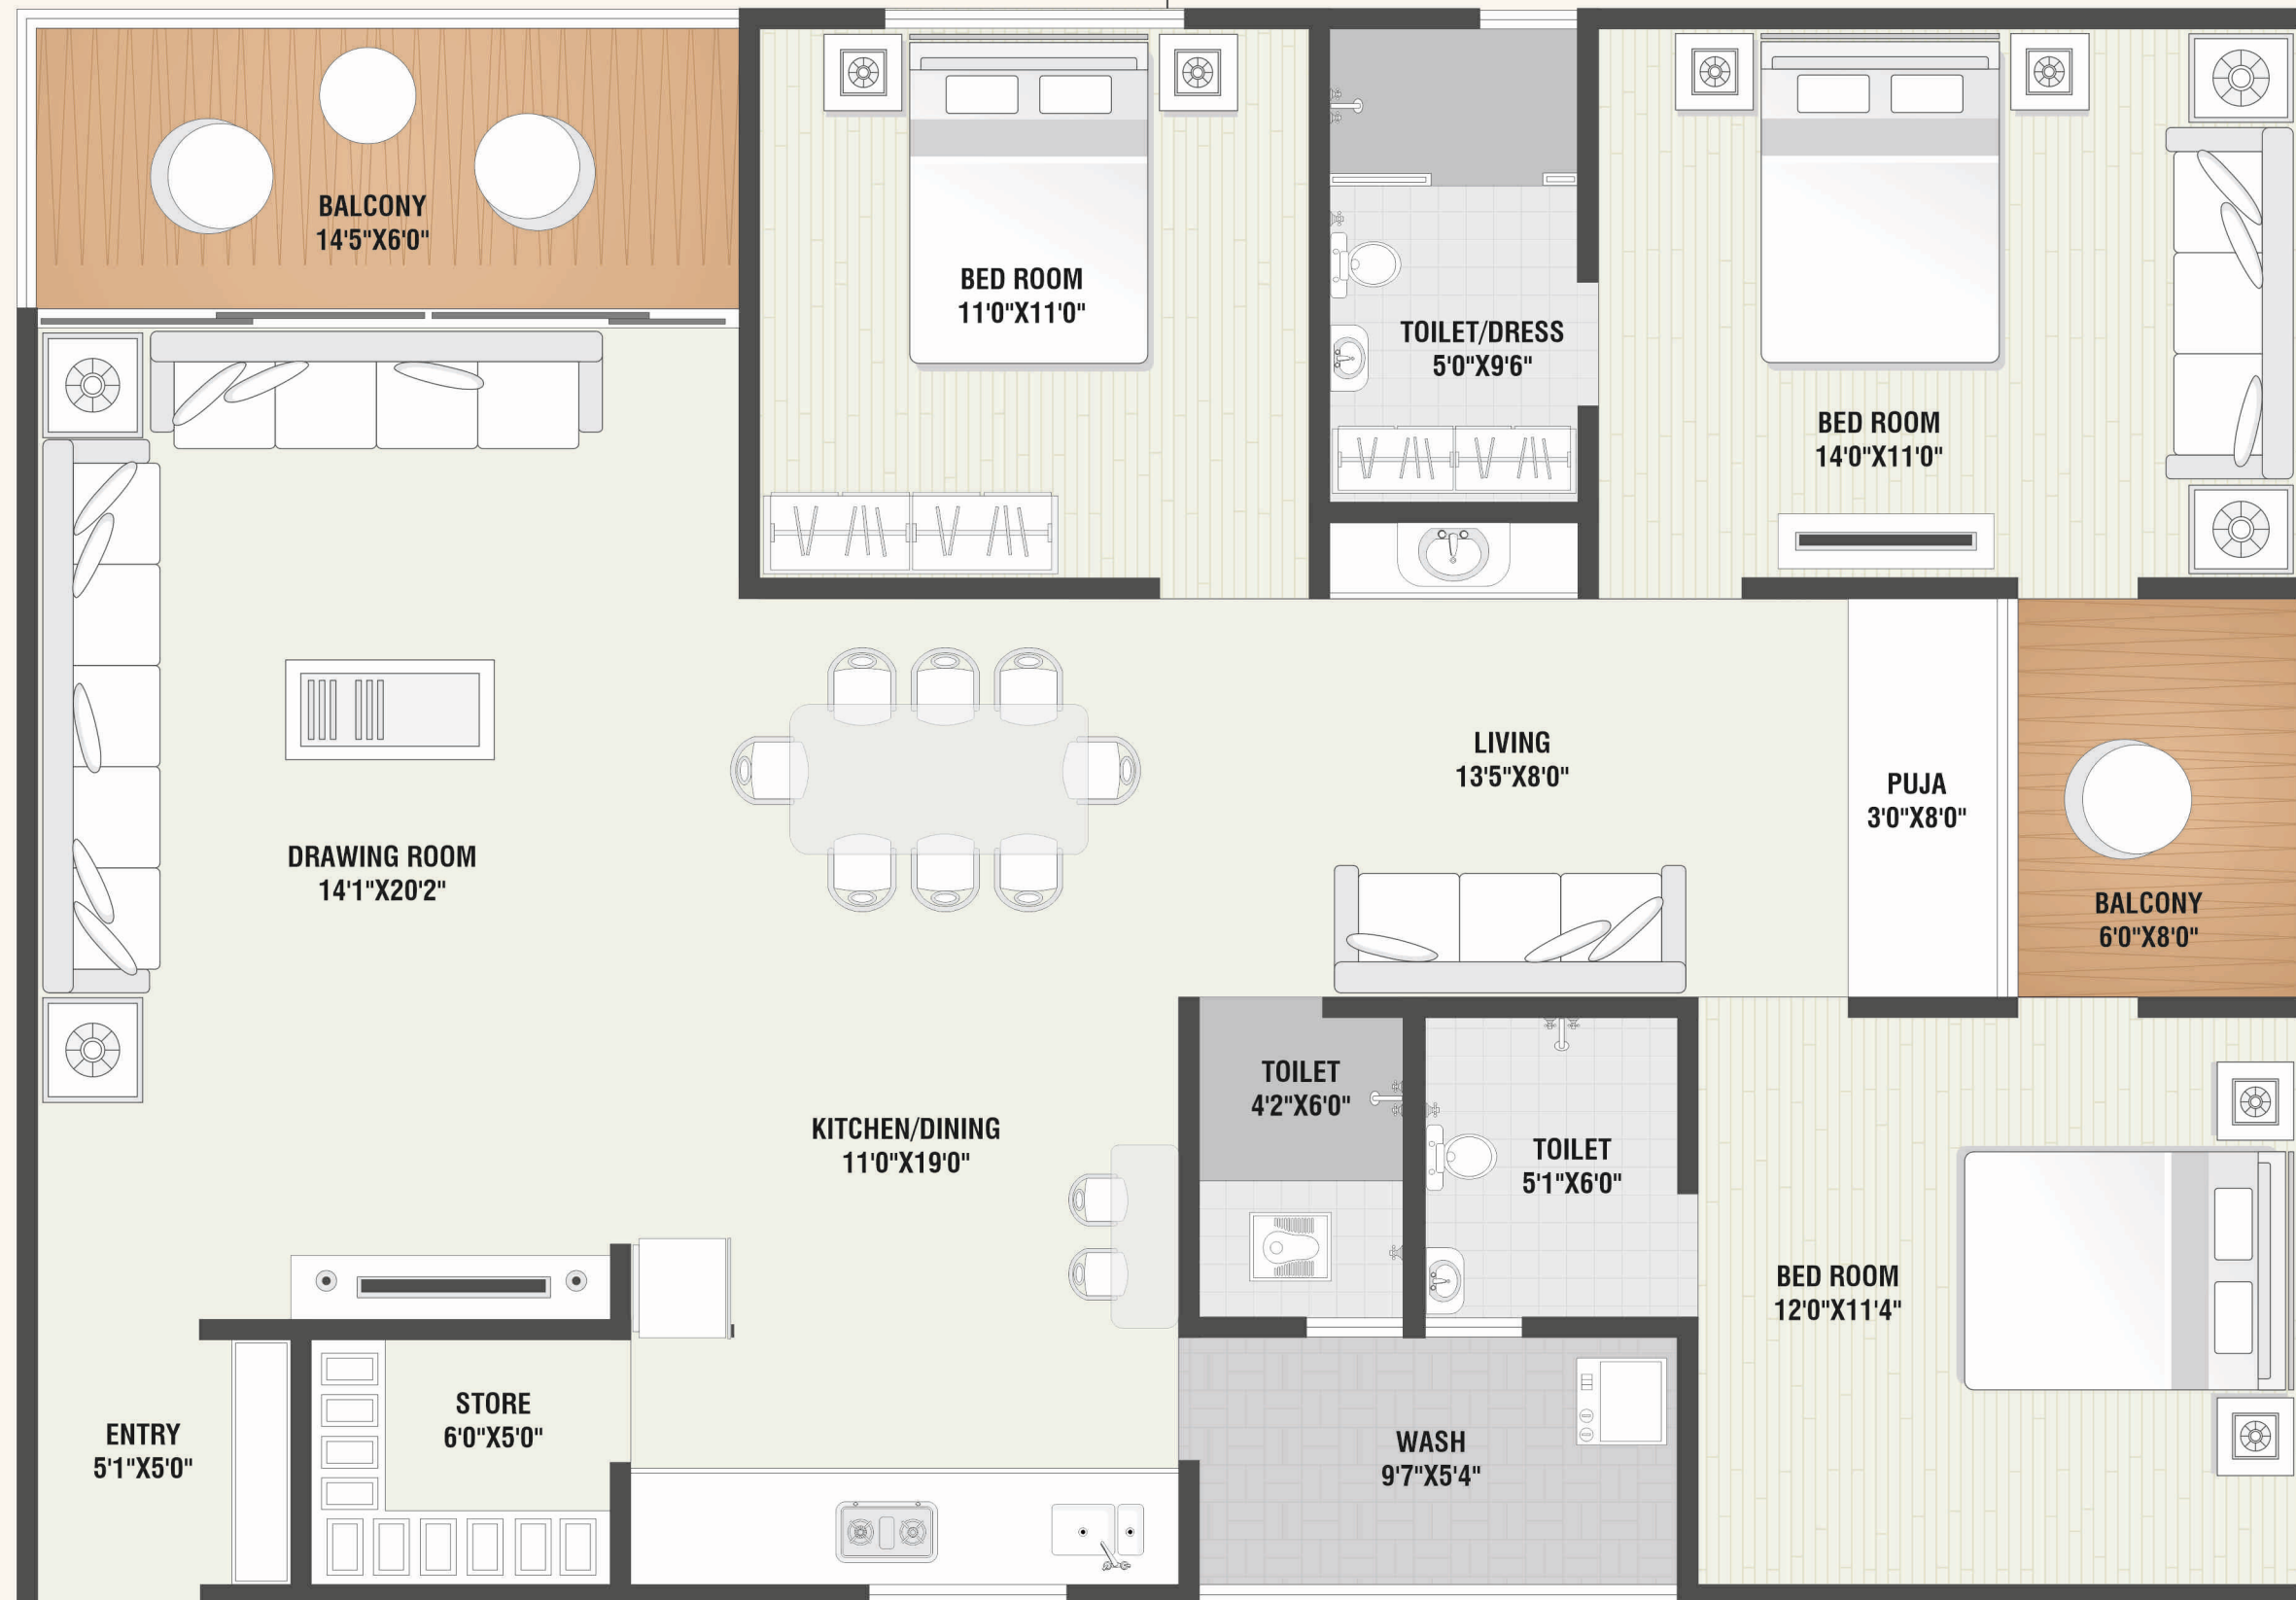 BALCONY
14'5"X6'0"
BED ROOM
11'0"X11'0"
TOILET/DRESS
5'0"X9'6"
BED ROOM
14'0"X11'0"
DRAWING ROOM
14'1"X20'2"
LIVING
13'5"X8'0"
PUJA
3'0"X8'0"
BALCONY
6'0"X8'0"
KITCHEN/DINING
11'0"X19'0"
TOILET
4'2"X6'0"
TOILET
5'1"X6'0"
BED ROOM
12'0"X11'4"
ENTRY
5'1"X5'0"
STORE
6'0"X5'0"
WASH
9'7"X5'4"